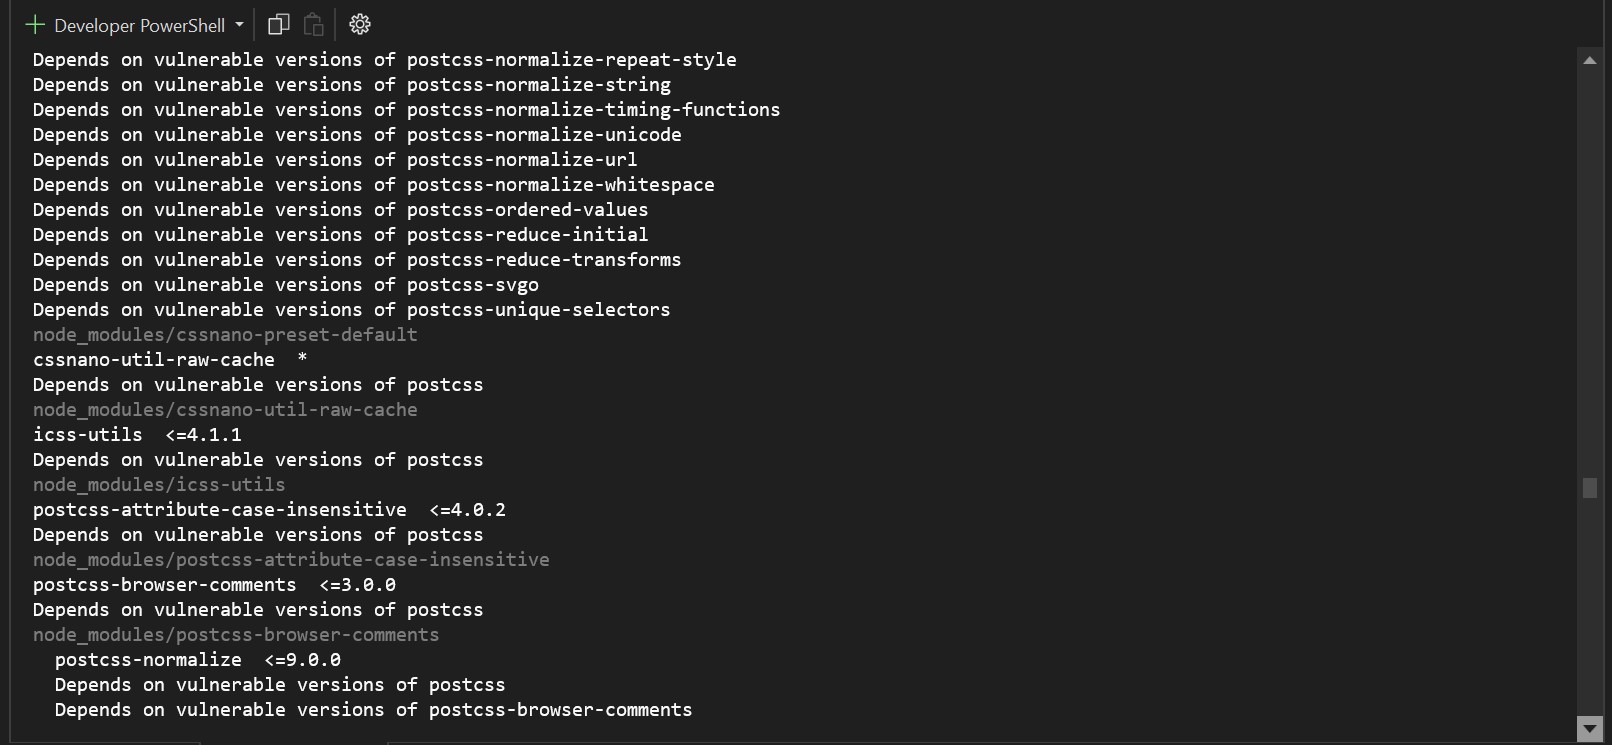 Developer PowerShell
Depends on vulnerable versions of postcss-normalize-repeat-style
Depends on vulnerable versions of postcss-normalize-string
Depends on vulnerable versions of postcss-normalize-timing-functions
Depends on vulnerable versions of postcss-normalize-unicode
Depends on vulnerable versions of postcss-normalize-url
Depends on vulnerable versions of postcss-normalize-whitespace
Depends on vulnerable versions of postcss-ordered-values
Depends on vulnerable versions of postcss-reduce-initial
Depends on vulnerable versions of postcss-reduce-transforms
Depends on vulnerable versions of postcss-svgo
Depends on vulnerable versions of postcss-unique-selectors
node_modules/cssnano-preset-default
cssnano-util-raw-cache  *
Depends on vulnerable versions of postcss
node_modules/cssnano-util-raw-cache
icss-utils  <=4.1.1
Depends on vulnerable versions of postcss
node_modules/icss-utils
postcss-attribute-case-insensitive  <=4.0.2
Depends on vulnerable versions of postcss
node_modules/postcss-attribute-case-insensitive
postcss-browser-comments  <=3.0.0
Depends on vulnerable versions of postcss
node_modules/postcss-browser-comments
  postcss-normalize  <=9.0.0
  Depends on vulnerable versions of postcss
  Depends on vulnerable versions of postcss-browser-comments